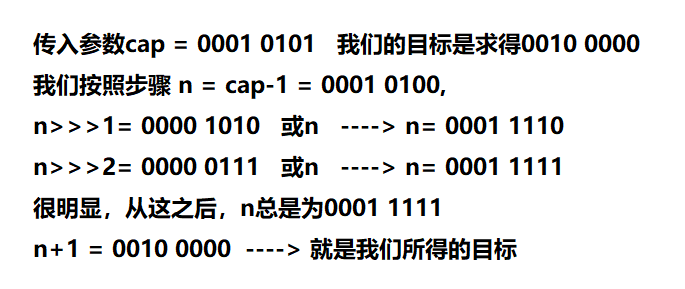 传入参数cap = 0001 0101 我们的目标是求得0010 0000
我们按照步骤 n = cap-1 = 0001 0100,
n>>>1= 0000 1010 或n ----> n= 0001 1110
n>>>2= 0000 0111 或n ----> n= 0001 1111
很明显，从这之后，n总是为0001 1111
n+1 = 0010 0000 ----> 就是我们所得的目标